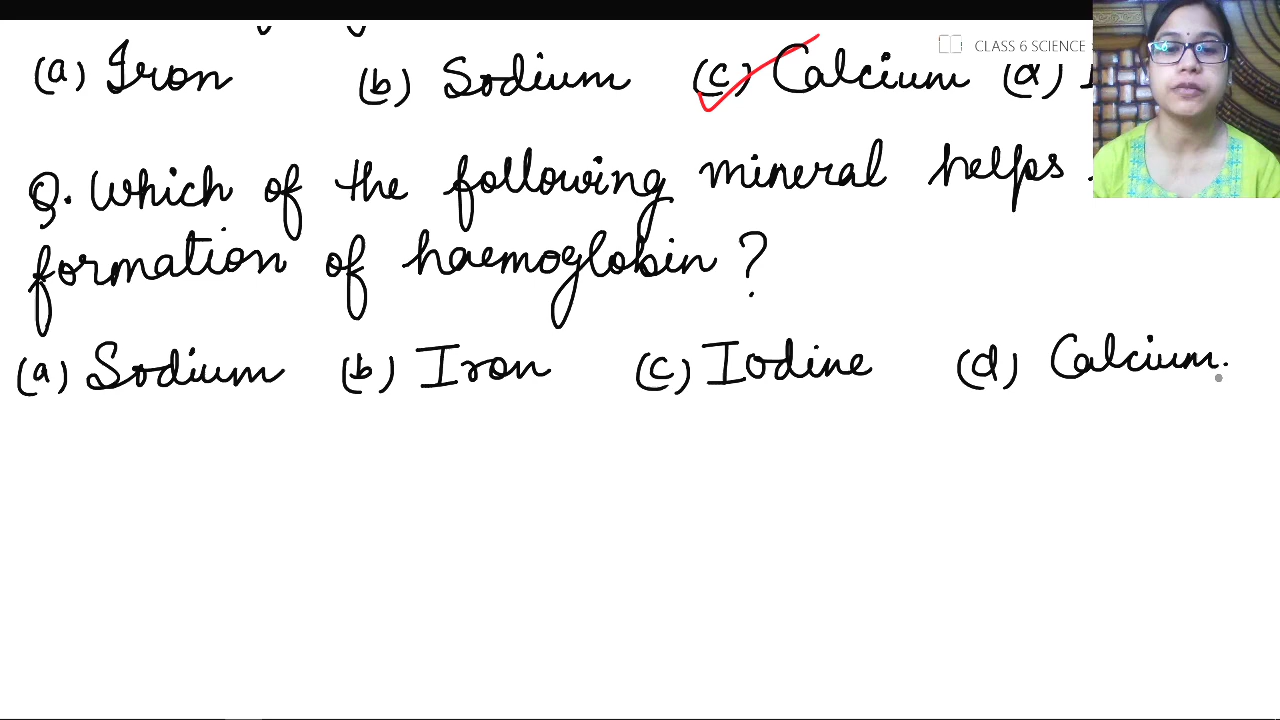 CLASS 6 SCIENCE
(a) Iron (b) Sodium (c) Calcium (d)
Q. Which of the following mineral helps
formation of haemoglobin ?
(a) Sodium (b) Iron (c) Iodine (d) Calcium.